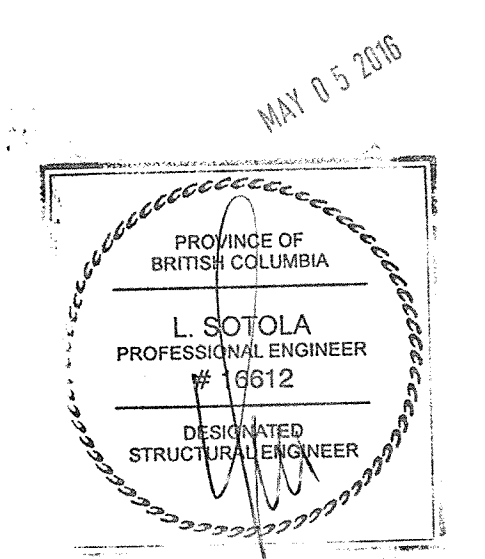 MAY 05 2016
PROVINCE OF
BRITISH COLUMBIA
L. SOTOLA
PROFESSIONAL ENGINEER
# 16612
DESIGNATED
STRUCTURAL ENGINEER